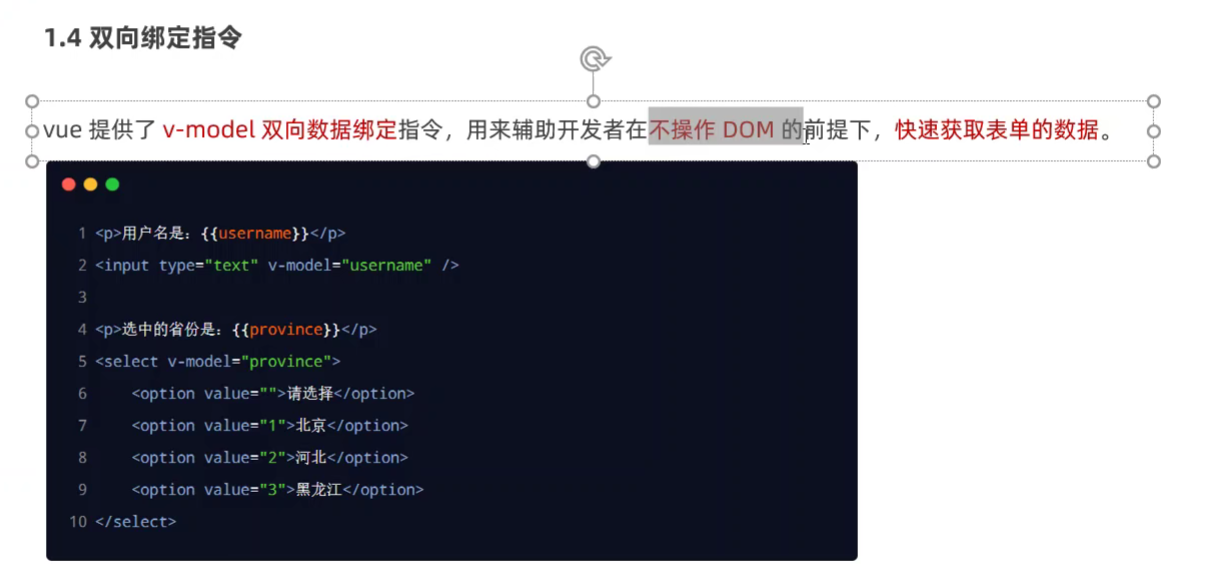 1.4 双向绑定指令
vue 提供了 v-model 双向数据绑定指令，用来辅助开发者在不操作 DOM 的前提下，快速获取表单的数据。
1 <p>用户名是：{{username}}</p>
2 <input type="text" v-model="username" />
3
4 <p>选中的省份是：{{province}}</p>
5 <select v-model="province">
6 <option value="">请选择</option>
7 <option value="1">北京</option>
8 <option value="2">河北</option>
9 <option value="3">黑龙江</option>
10 </select>